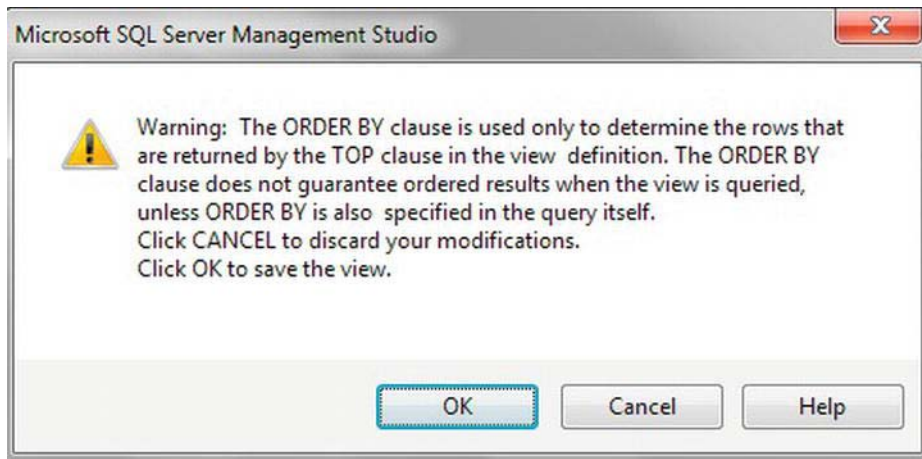 Microsoft SQL Server Management Studio
Warning:  The ORDER BY clause is used only to determine the rows that
are returned by the TOP clause in the view  definition. The ORDER BY
clause does not guarantee ordered results when the view is queried,
unless ORDER BY is also  specified in the query itself.
Click CANCEL to discard your modifications.
Click OK to save the view.
OK
Cancel
Help